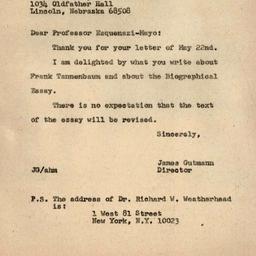 1034 Oldfather Hall
Lincoln, Nebraska 68508
Dear Professor Esquenazi-Mayo:
Thank you for your letter of May 22nd.
I am delighted by what you write about
Frank Tannenbaum and about the Biographical
Essay.
There is no expectation that the text
of the essay will be revised.
Sincerely,
James Gutmann
JG/ahm Director
P.S. The address of Dr. Richard W. Weatherhead
is:
1 West 81 Street
New York, N.Y. 10023